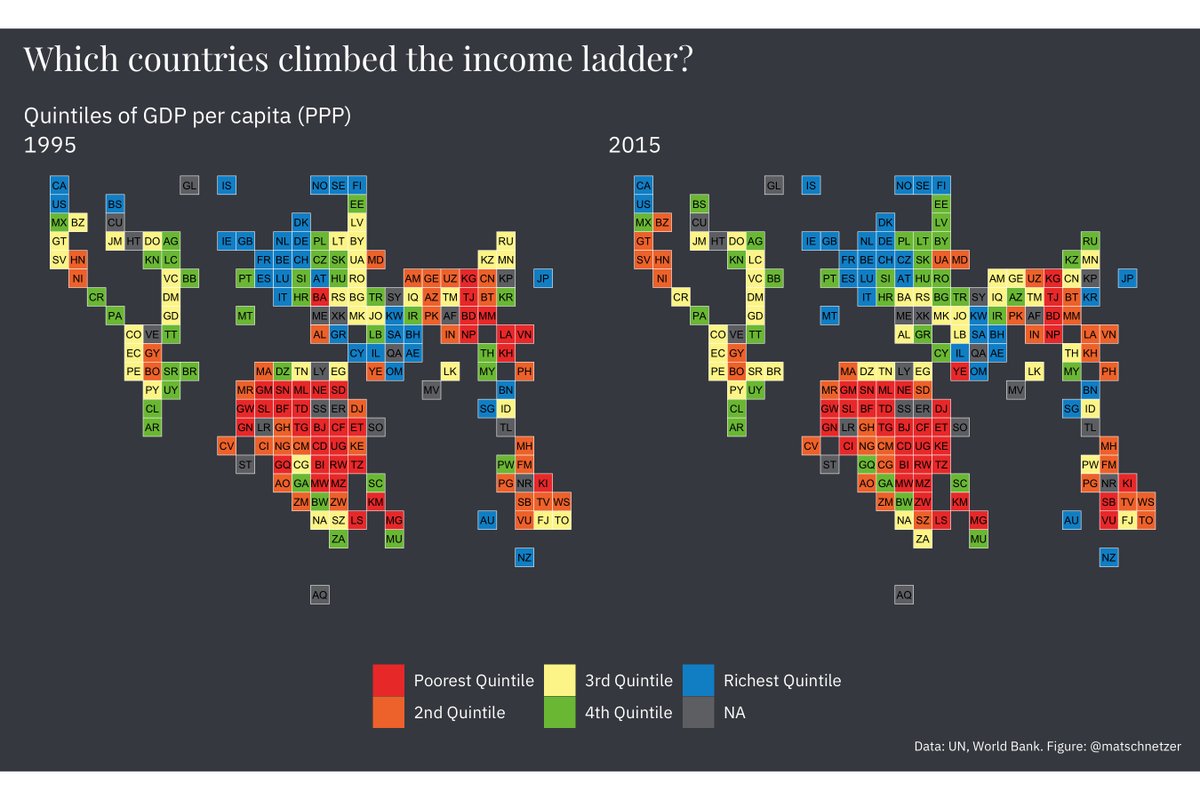 Which countries climbed the income ladder?
Quintiles of GDP per capita (PPP)
1995
CA GL IS NO SE FI
US BS EE
MX BZ CU DK LV
GT JM HT DO AG IE GB NL DE PL LT BY RU
SV HN KN LC FR BE CH CZ SK UA MD KZ MN
NI VC BB PT ES LU SI AT HU RO AM GE UZ KG CN KP JP
CR DM IT HR BA RS BG TR SY IQ AZ TM TJ BT KR
PA GD MT ME XK MK JO KW IR PK AF BD MM
CO VE TT AL GR LB SA BH IN NP LA VN
EC GY CY IL QA AE TH KH
PE BO SR BR MA DZ TN LY EG YE OM LK MY PH
PY UY MR GM SN ML NE SD MV BN
CL GW SL BF TD SS ER DJ SG ID
AR GN LR GH TG BJ CF ET SO TL
CV CI NG CM CD UG KE MH
ST GQ CG BI RW TZ PW FM
AO GA MW MZ SC PG NR KI
ZM BW ZW KM SB TV WS
NA SZ LS MG AU VU FJ TO
ZA MU
NZ
AQ
2015
CA GL IS NO SE FI
US BS EE
MX BZ CU DK LV
GT JM HT DO AG IE GB NL DE PL LT BY RU
SV HN KN LC FR BE CH CZ SK UA MD KZ MN
NI VC BB PT ES LU SI AT HU RO AM GE UZ KG CN KP JP
CR DM IT HR BA RS BG TR SY IQ AZ TM TJ BT KR
PA GD MT ME XK MK JO KW IR PK AF BD MM
CO VE TT AL GR LB SA BH IN NP LA VN
EC GY CY IL QA AE TH KH
PE BO SR BR MA DZ TN LY EG YE OM LK MY PH
PY UY MR GM SN ML NE SD MV BN
CL GW SL BF TD SS ER DJ SG ID
AR GN LR GH TG BJ CF ET SO TL
CV CI NG CM CD UG KE MH
ST GQ CG BI RW TZ PW FM
AO GA MW MZ SC PG NR KI
ZM BW ZW KM SB TV WS
NA SZ LS MG AU VU FJ TO
ZA MU
NZ
AQ
Poorest Quintile 3rd Quintile Richest Quintile
2nd Quintile 4th Quintile NA
Data: UN, World Bank. Figure: @matschnetzer